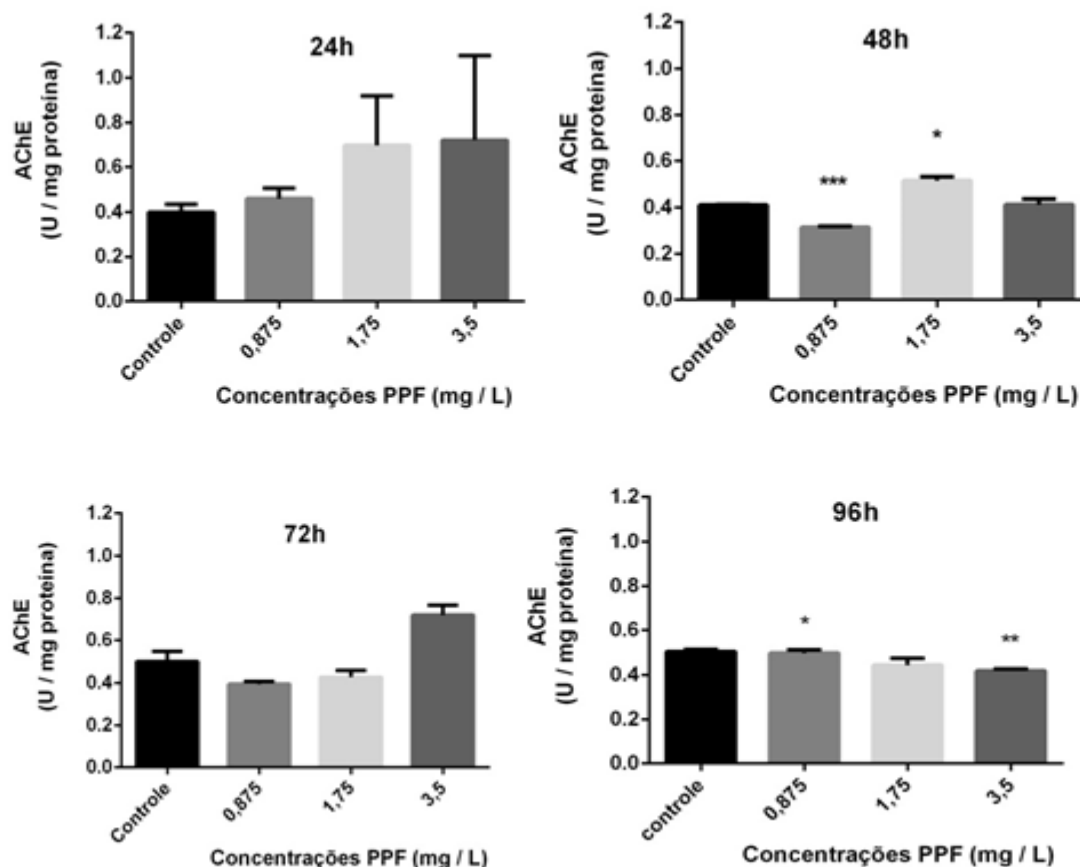 24h
AChE
(U / mg proteína)
1.2
1.0
0.8
0.6
0.4
0.2
0.0
Controle
0,875
1,75
3,5
Concentrações PPF (mg / L)
48h
AChE
(U / mg proteína)
1.2
1.0
0.8
0.6
0.4
0.2
0.0
***
*
Controle
0,875
1,75
3,5
Concentrações PPF (mg / L)
72h
AChE
(U / mg proteína)
1.2
1.0
0.8
0.6
0.4
0.2
0.0
Controle
0,875
1,75
3,5
Concentrações PPF (mg / L)
96h
AChE
(U / mg proteína)
1.2
1.0
0.8
0.6
0.4
0.2
0.0
*
**
controle
0,875
1,75
3,5
Concentrações PPF (mg / L)